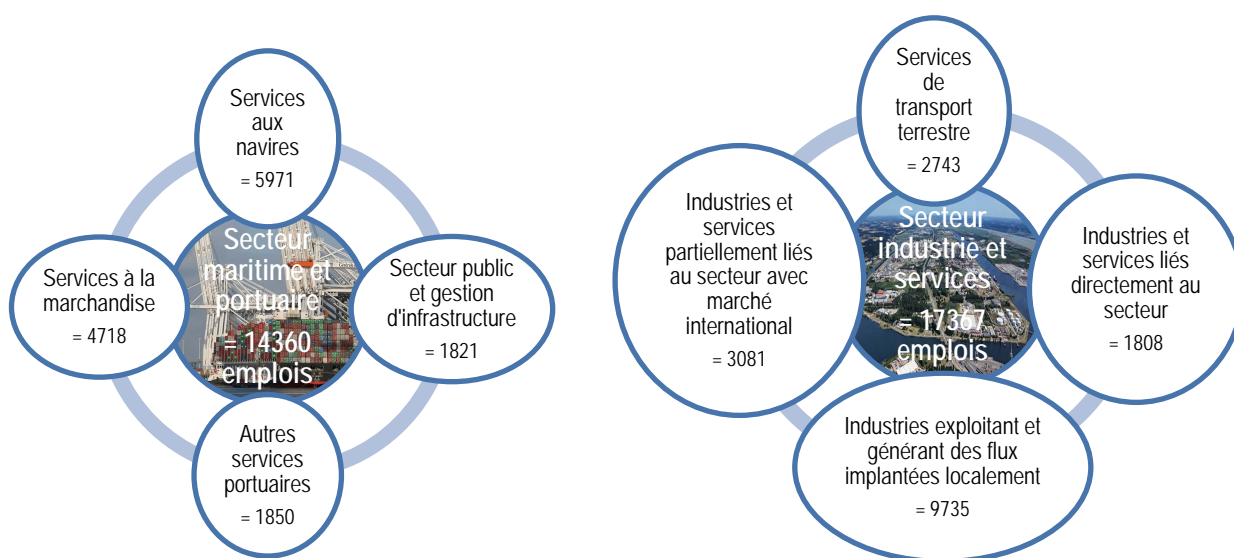 Services
aux
navires
= 5971
Services à la
marchandise
= 4718
Secteur
maritime et
portuaire
= 14360
emplois
Secteur public
et gestion
d'infrastructure
= 1821
Autres
services
portuaires
= 1850
Services
de
transport
terrestre
= 2743
Industries et
services
partiellement liés
au secteur avec
marché
international
= 3081
Secteur
industrie et
services
= 17367
emplois
Industries et
services liés
directement au
secteur
= 1808
Industries exploitant et
générant des flux
implantées localement
= 9735